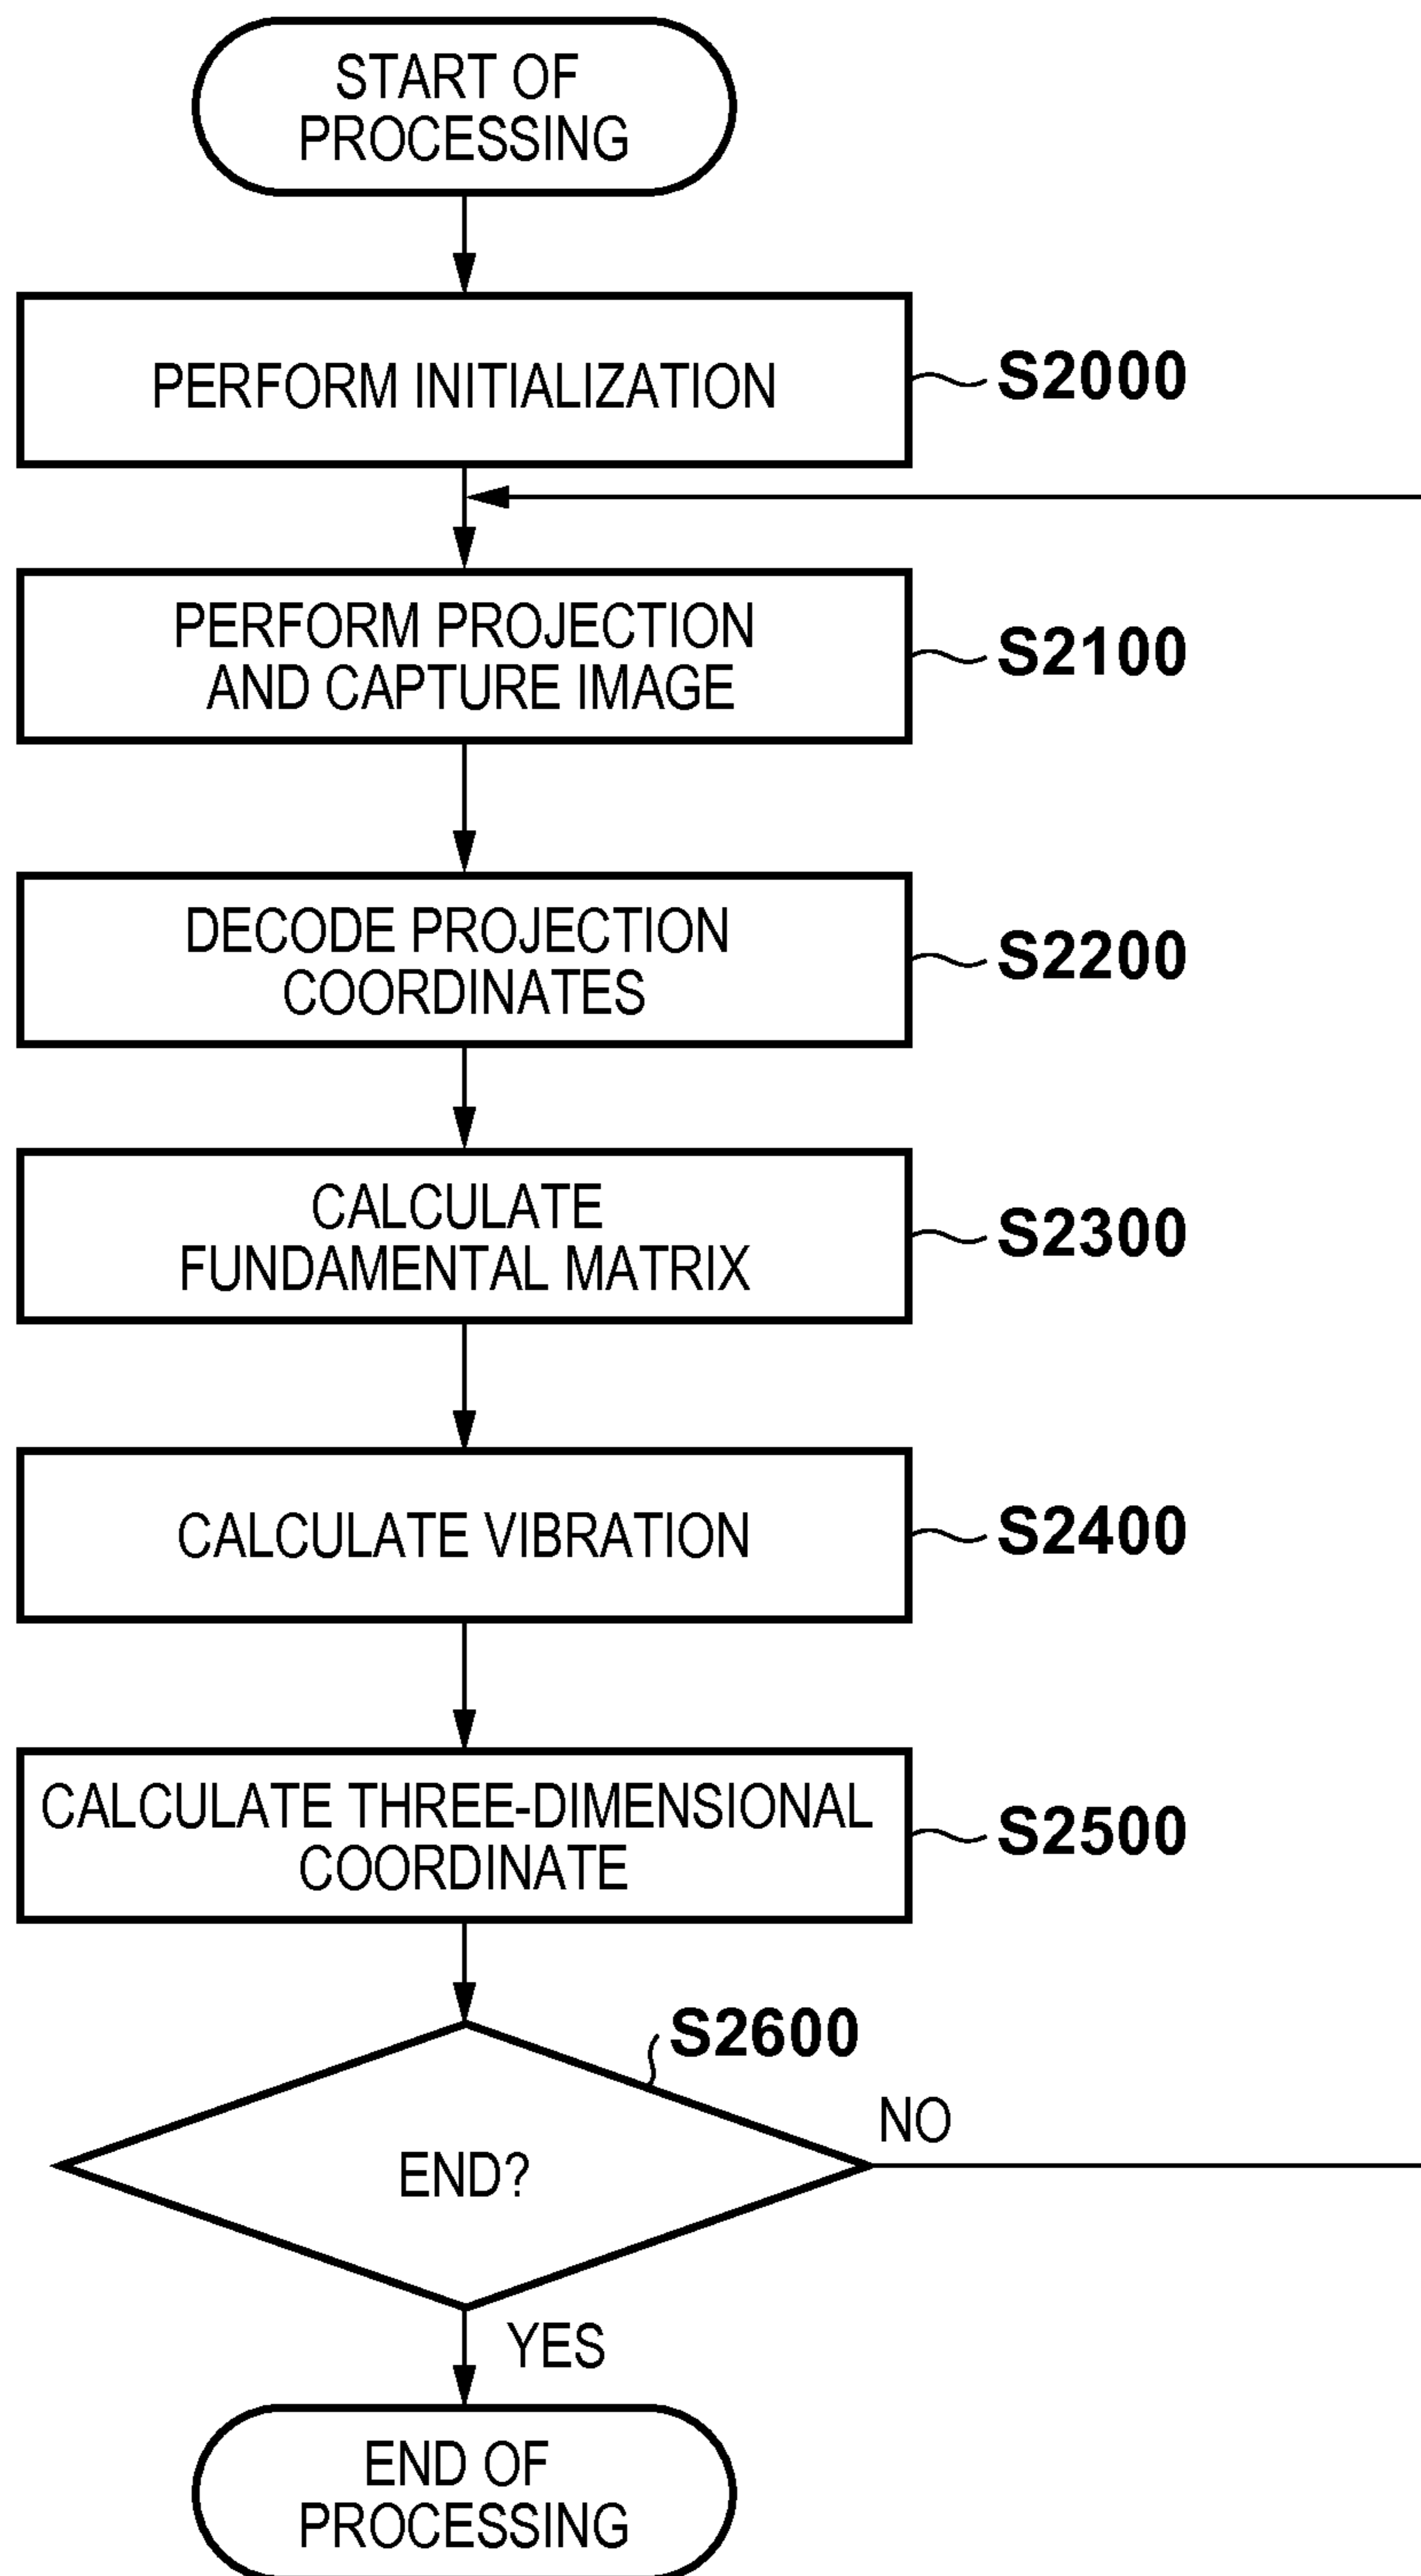 START OF
PROCESSING
PERFORM INITIALIZATION
S2000
PERFORM PROJECTION
AND CAPTURE IMAGE
S2100
DECODE PROJECTION
COORDINATES
S2200
CALCULATE
FUNDAMENTAL MATRIX
S2300
CALCULATE VIBRATION
S2400
CALCULATE THREE-DIMENSIONAL
COORDINATE
S2500
S2600
END?
NO
YES
END OF
PROCESSING